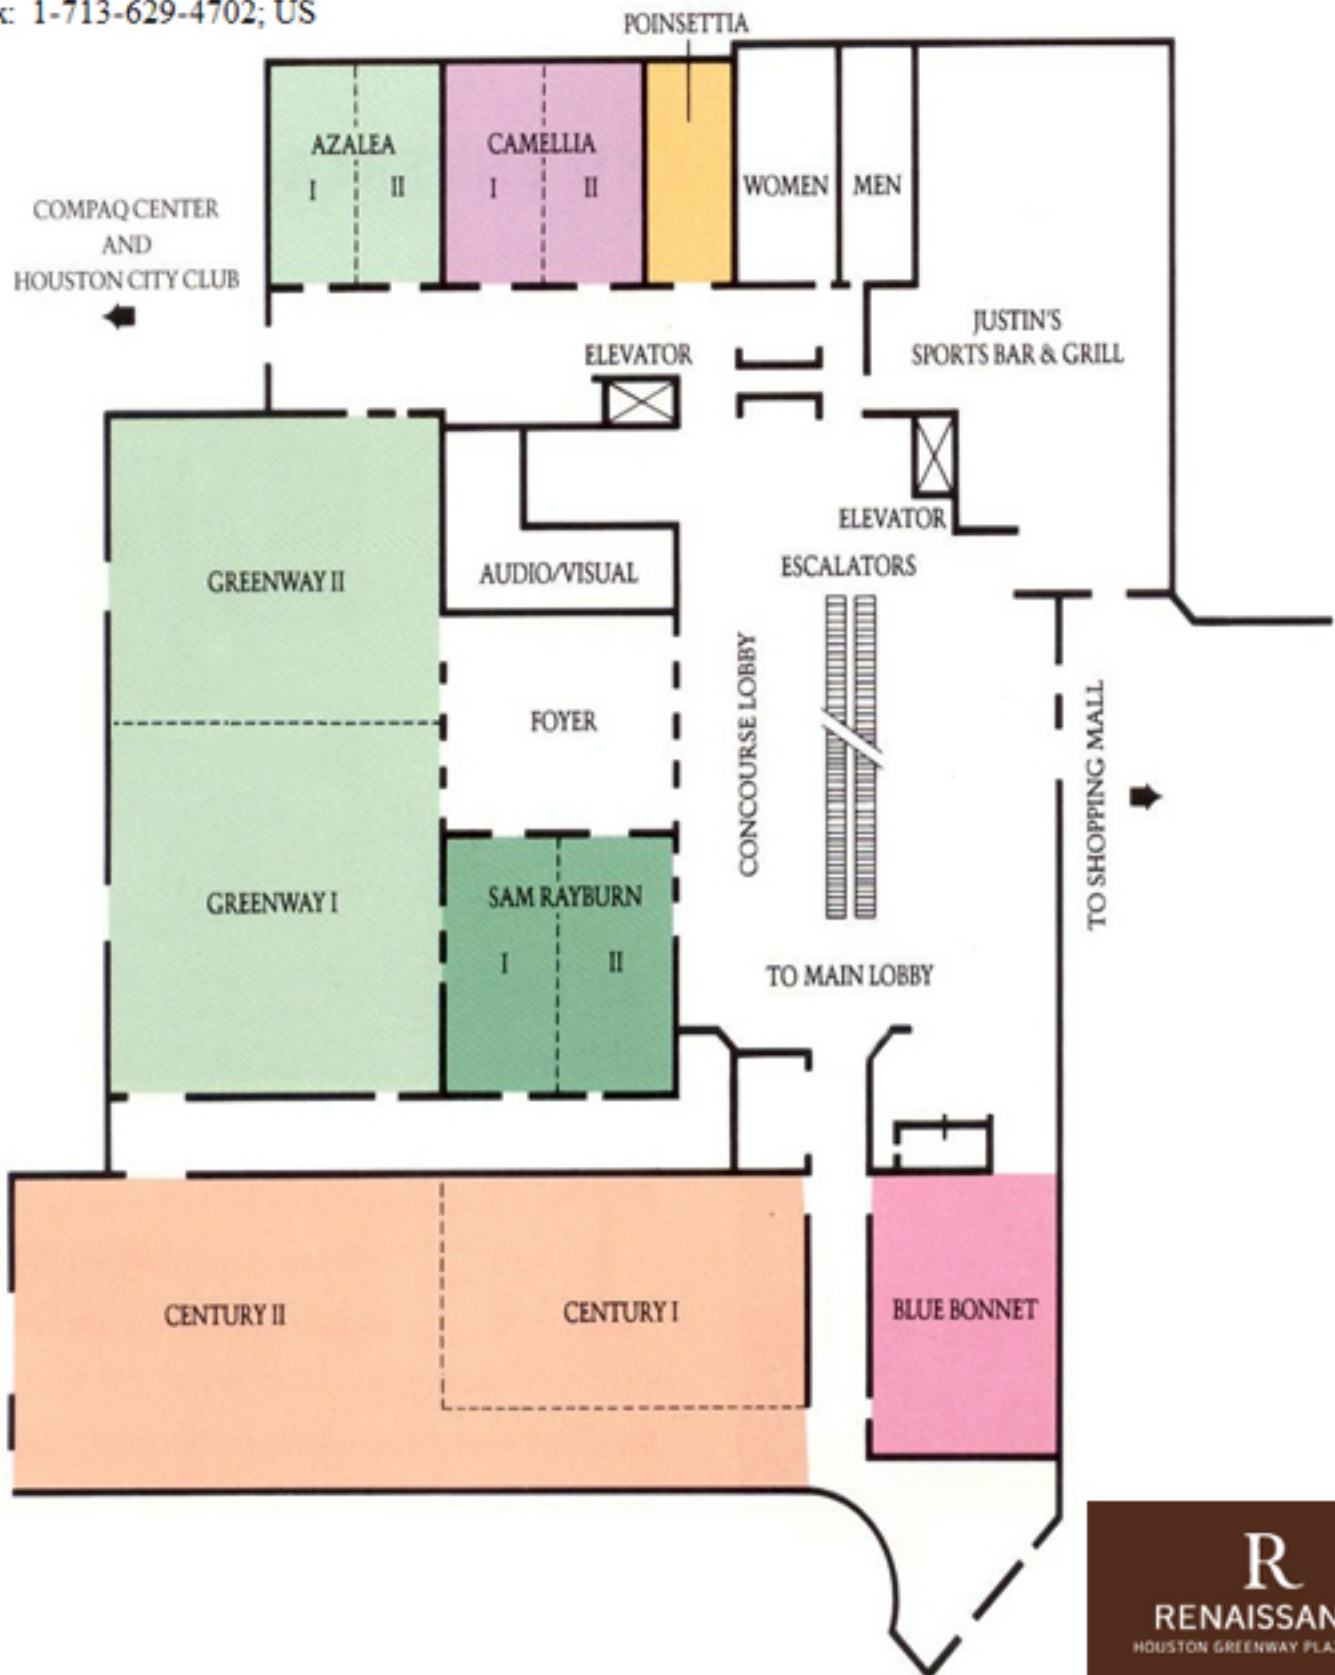 x: 1-713-629-4702; US
POINSETTIA
AZALEA
I II
CAMELLIA
I II
WOMEN
MEN
COMPAQ CENTER
AND
HOUSTON CITY CLUB
JUSTIN'S
SPORTS BAR & GRILL
ELEVATOR
ELEVATOR
ESCALATORS
GREENWAY II
AUDIO/VISUAL
FOYER
CONCOURSE LOBBY
TO SHOPPING MALL
GREENWAY I
SAM RAYBURN
I II
TO MAIN LOBBY
CENTURY II
CENTURY I
BLUE BONNET
R
RENAISSAN
HOUSTON GREENWAY PLA